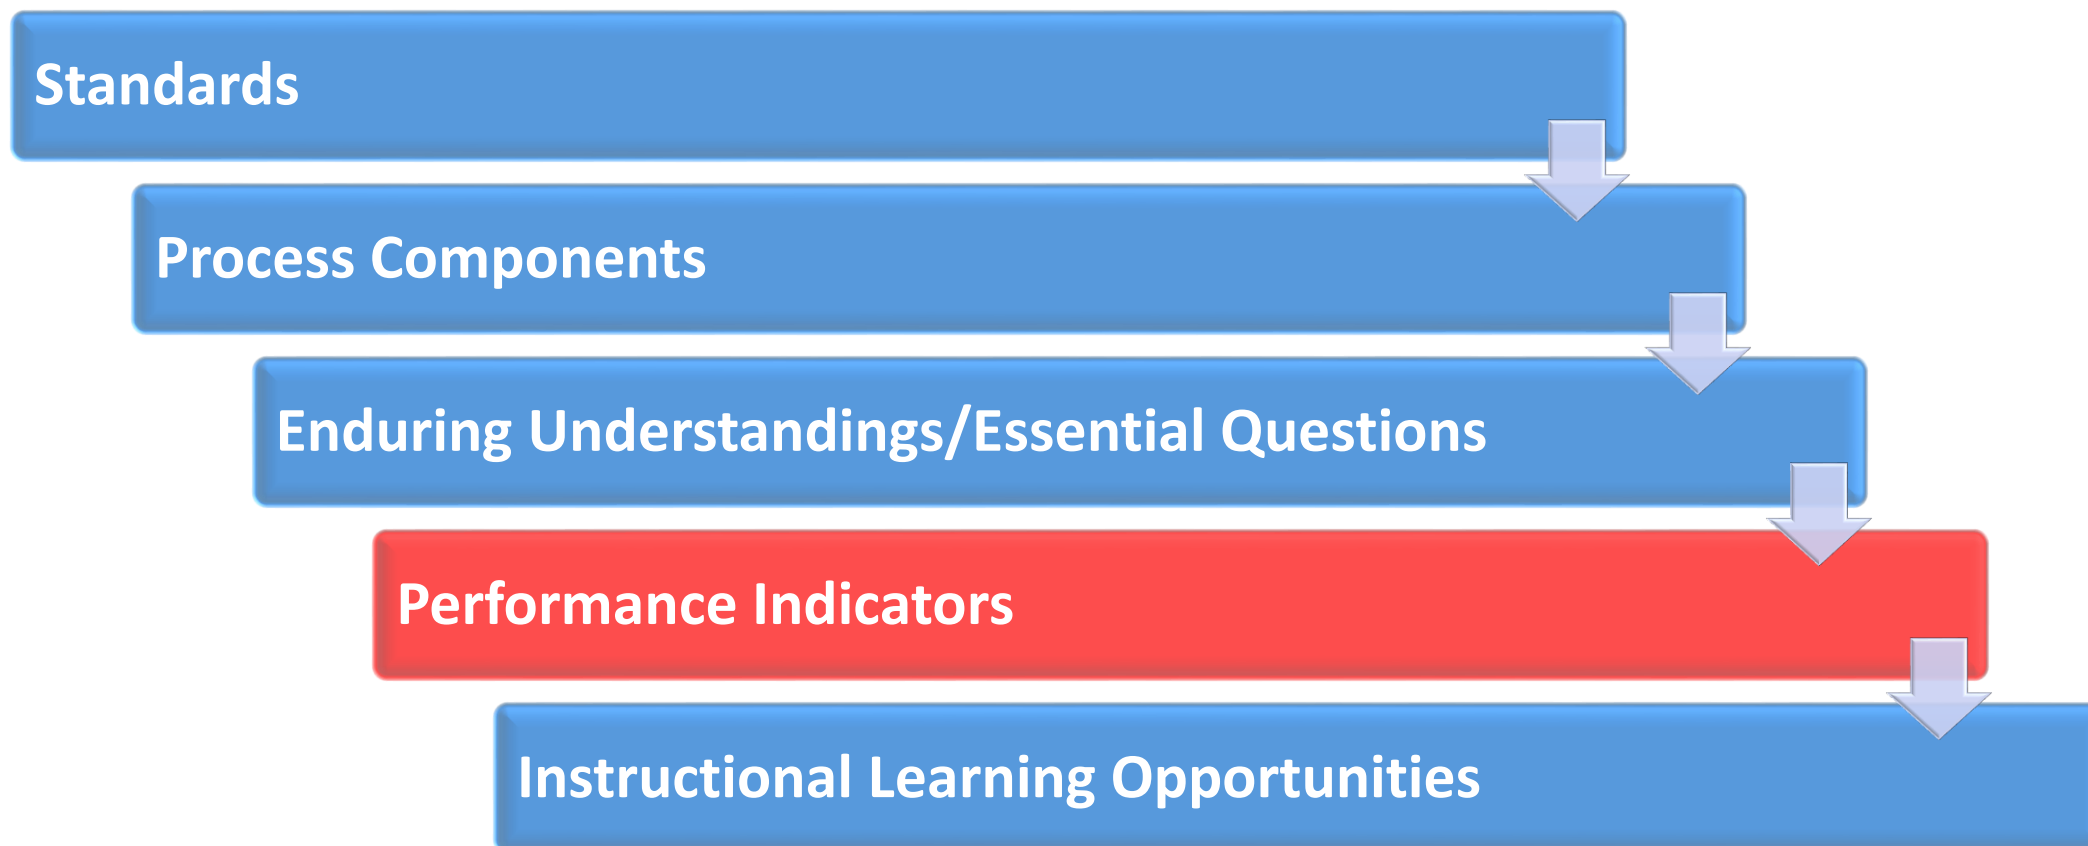 Standards
Process Components
Enduring Understandings/Essential Questions
Performance Indicators
Instructional Learning Opportunities